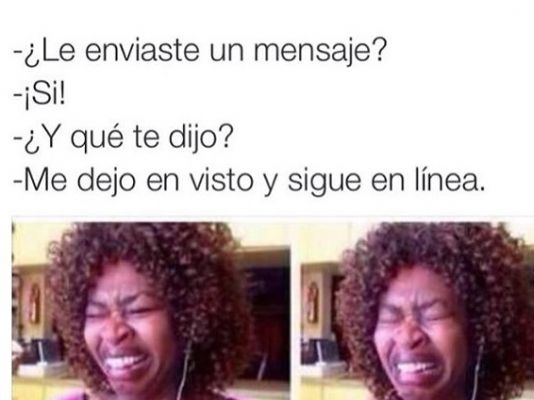 -¿Le enviaste un mensaje?
-¡Si!
-¿Y qué te dijo?
-Me dejo en visto y sigue en línea.